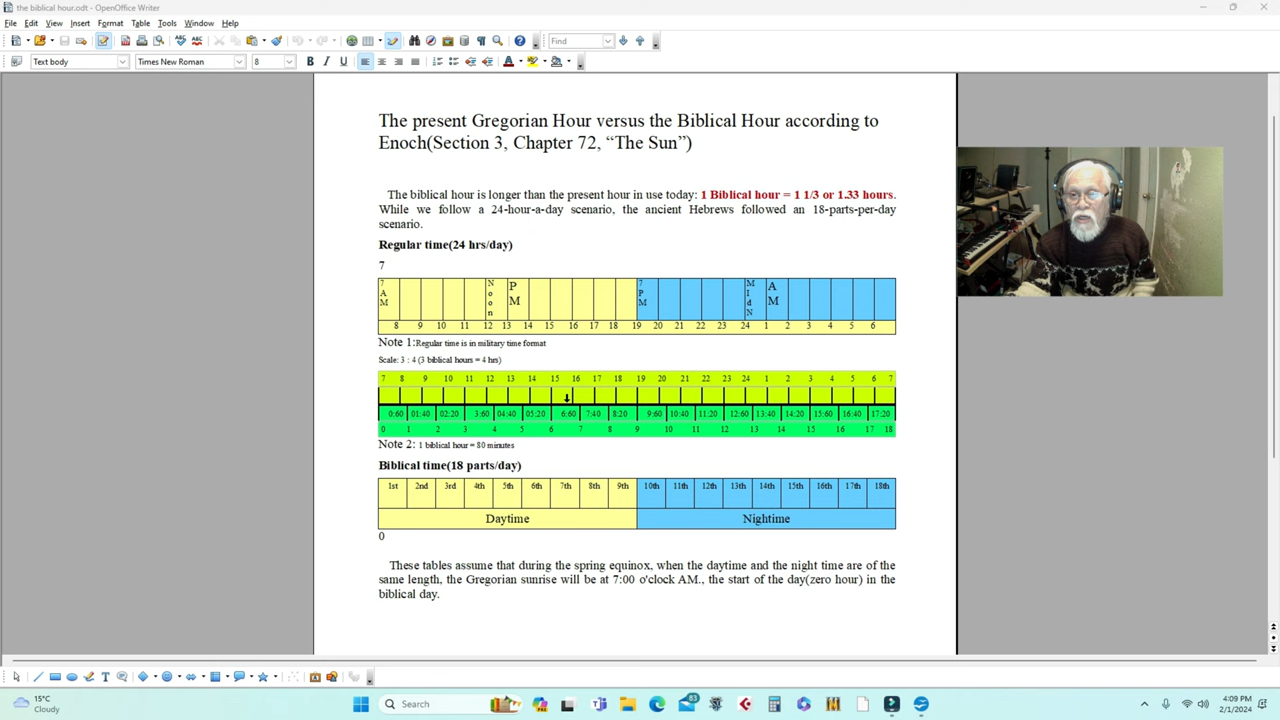 the biblical hour.odt - OpenOffice Writer
File Edit View Insert Format Table Tools Window Help
Find
Text body Times New Roman 8 B I U
The present Gregorian Hour versus the Biblical Hour according to
Enoch(Section 3, Chapter 72, “The Sun”)
The biblical hour is longer than the present hour in use today: 1 Biblical hour = 1 1/3 or 1.33 hours.
While we follow a 24-hour-a-day scenario, the ancient Hebrews followed an 18-parts-per-day
scenario.
Regular time(24 hrs/day)
7
7 AM Noon PM 7 PM MIdN AM
8 9 10 11 12 13 14 15 16 17 18 19 20 21 22 23 24 1 2 3 4 5 6
Note 1:Regular time is in military time format
Scale: 3 : 4 (3 biblical hours = 4 hrs)
7 8 9 10 11 12 13 14 15 16 17 18 19 20 21 22 23 24 1 2 3 4 5 6 7
0:60 01:40 02:20 3:60 04:40 05:20 6:60 7:40 8:20 9:60 10:40 11:20 12:60 13:40 14:20 15:60 16:40 17:20
0 1 2 3 4 5 6 7 8 9 10 11 12 13 14 15 16 17 18
Note 2: 1 biblical hour = 80 minutes
Biblical time(18 parts/day)
1st 2nd 3rd 4th 5th 6th 7th 8th 9th 10th 11th 12th 13th 14th 15th 16th 17th 18th
Daytime Nightime
0
These tables assume that during the spring equinox, when the daytime and the night time are of the
same length, the Gregorian sunrise will be at 7:00 o'clock AM., the start of the day(zero hour) in the
biblical day.
15°C
Cloudy
Search
83
4:09 PM
2/1/2024